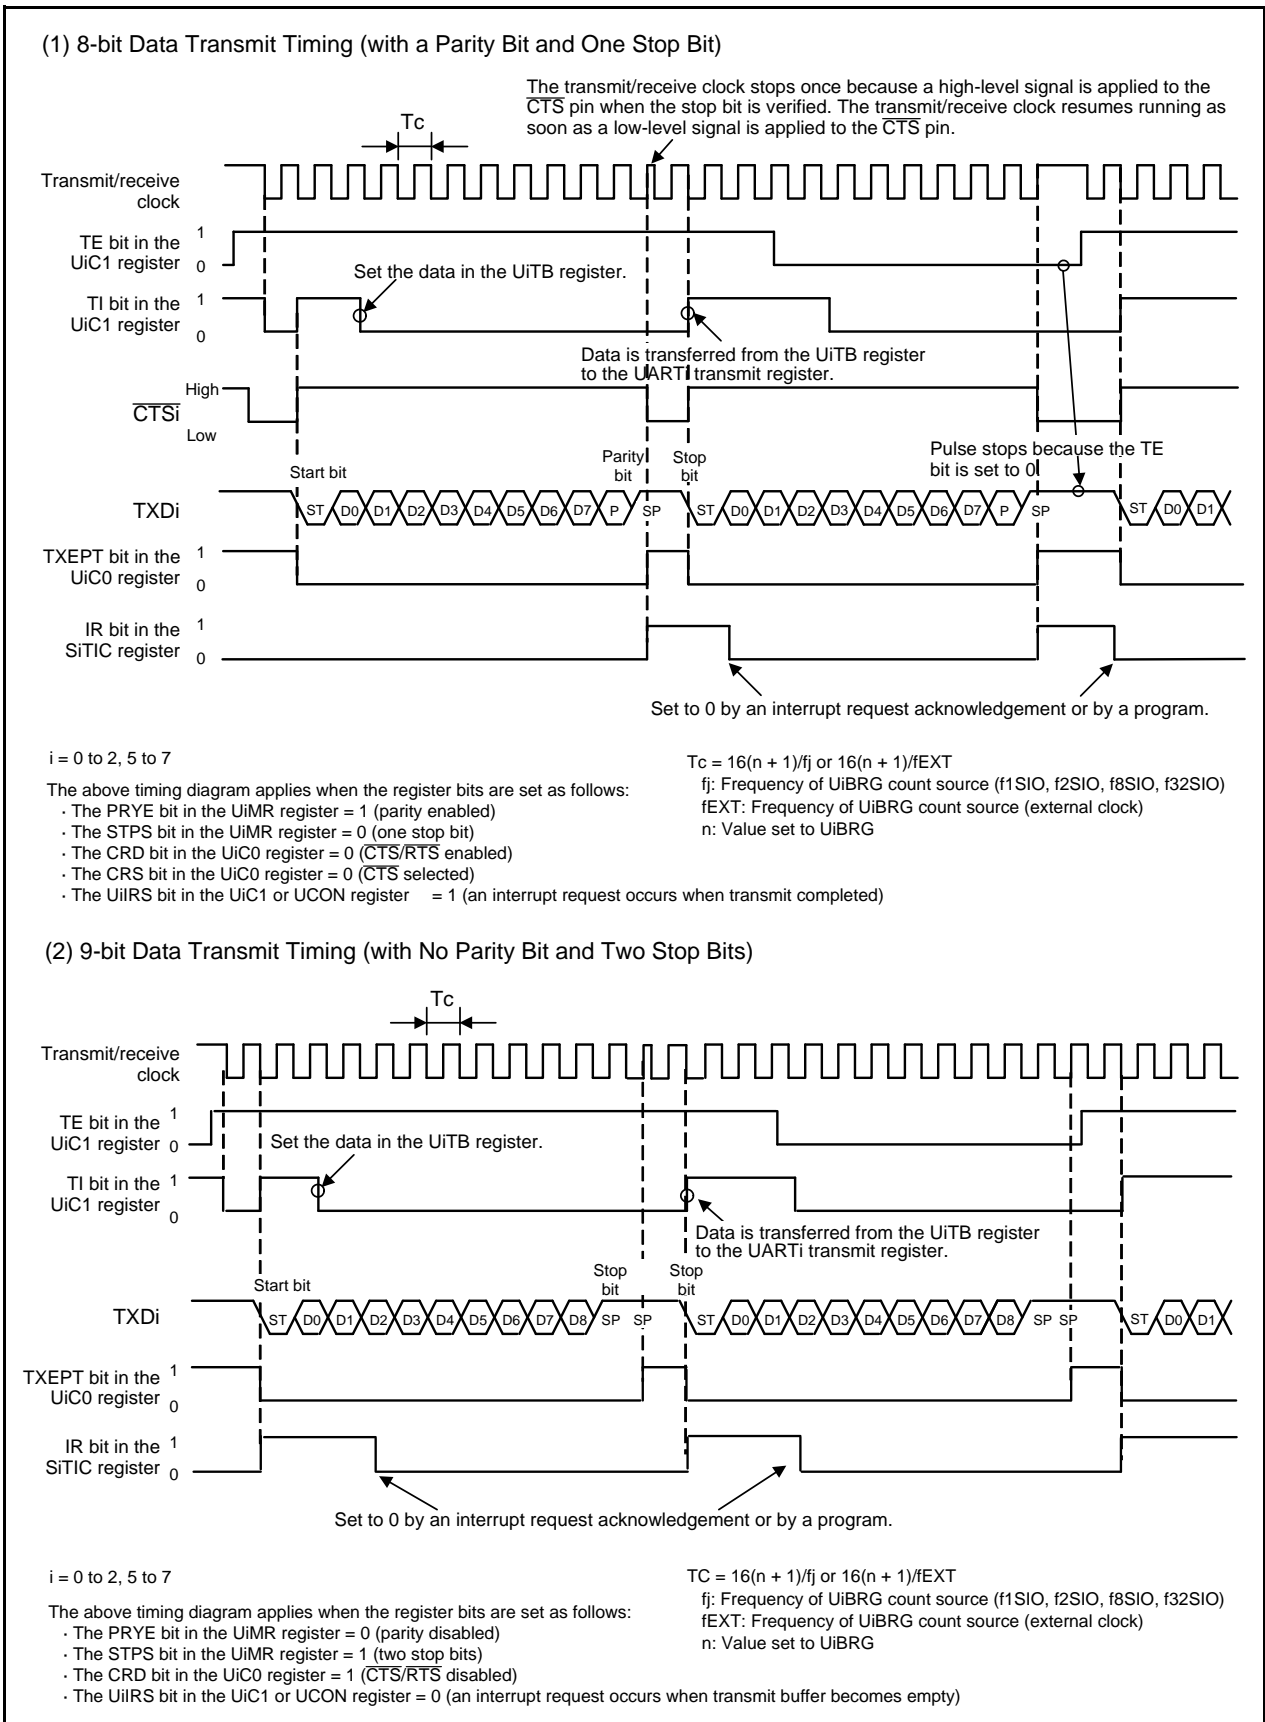 (1) 8-bit Data Transmit Timing (with a Parity Bit and One Stop Bit)
The transmit/receive clock stops once because a high-level signal is applied to the
CTS pin when the stop bit is verified. The transmit/receive clock resumes running as
soon as a low-level signal is applied to the CTS pin.
Tc
Transmit/receive
clock
TE bit in the
UiC1 register
1
0
Set the data in the UiTB register.
TI bit in the
UiC1 register
1
0
Data is transferred from the UiTB register
to the UARTi transmit register.
CTSi
High
Low
Pulse stops because the TE
bit is set to 0
Start bit
Parity
bit
Stop
bit
TXDi
ST D0 D1 D2 D3 D4 D5 D6 D7 P SP ST D0 D1 D2 D3 D4 D5 D6 D7 P SP ST D0 D1
TXEPT bit in the
UiC0 register
1
0
IR bit in the
SiTIC register
1
0
Set to 0 by an interrupt request acknowledgement or by a program.
i = 0 to 2, 5 to 7
The above timing diagram applies when the register bits are set as follows:
· The PRYE bit in the UiMR register = 1 (parity enabled)
· The STPS bit in the UiMR register = 0 (one stop bit)
· The CRD bit in the UiC0 register = 0 (CTS/RTS enabled)
· The CRS bit in the UiC0 register = 0 (CTS selected)
· The UiIRS bit in the UiC1 or UCON register = 1 (an interrupt request occurs when transmit completed)
Tc = 16(n + 1)/fj or 16(n + 1)/fEXT
fj: Frequency of UiBRG count source (f1SIO, f2SIO, f8SIO, f32SIO)
fEXT: Frequency of UiBRG count source (external clock)
n: Value set to UiBRG
(2) 9-bit Data Transmit Timing (with No Parity Bit and Two Stop Bits)
Tc
Transmit/receive
clock
TE bit in the
UiC1 register
1
0
Set the data in the UiTB register.
TI bit in the
UiC1 register
1
0
Data is transferred from the UiTB register
to the UARTi transmit register.
Start bit
Stop
bit
Stop
bit
TXDi
ST D0 D1 D2 D3 D4 D5 D6 D7 D8 SP SP ST D0 D1 D2 D3 D4 D5 D6 D7 D8 SP SP ST D0 D1
TXEPT bit in the
UiC0 register
1
0
IR bit in the
SiTIC register
1
0
Set to 0 by an interrupt request acknowledgement or by a program.
i = 0 to 2, 5 to 7
The above timing diagram applies when the register bits are set as follows:
· The PRYE bit in the UiMR register = 0 (parity disabled)
· The STPS bit in the UiMR register = 1 (two stop bits)
· The CRD bit in the UiC0 register = 1 (CTS/RTS disabled)
· The UiIRS bit in the UiC1 or UCON register = 0 (an interrupt request occurs when transmit buffer becomes empty)
TC = 16(n + 1)/fj or 16(n + 1)/fEXT
fj: Frequency of UiBRG count source (f1SIO, f2SIO, f8SIO, f32SIO)
fEXT: Frequency of UiBRG count source (external clock)
n: Value set to UiBRG